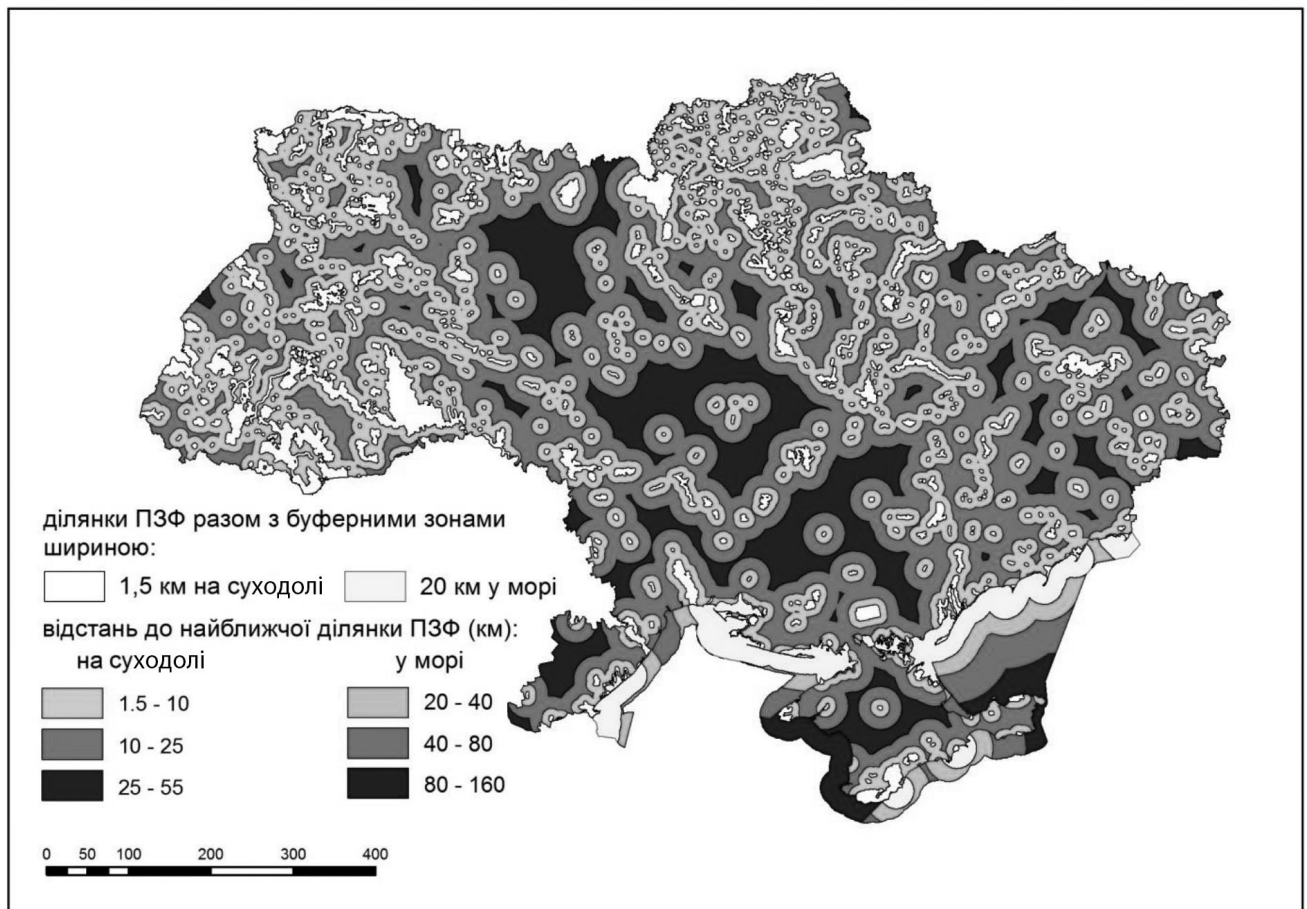 ділянки ПЗФ разом з буферними зонами
шириною:
1,5 км на суходолі
20 км у морі
відстань до найближчої ділянки ПЗФ (км):
на суходолі
у морі
1.5 - 10
20 - 40
10 - 25
40 - 80
25 - 55
80 - 160
0 50 100 200 300 400